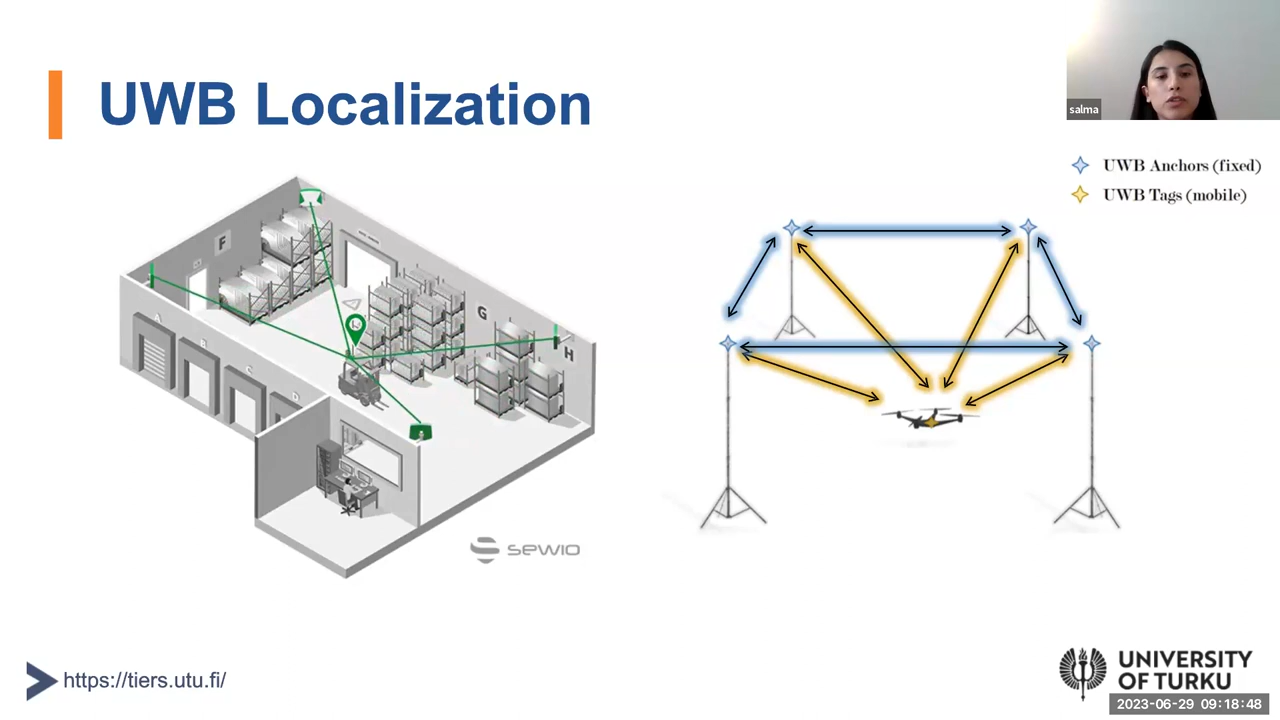 UWB Localization
salma
UWB Anchors (fixed)
UWB Tags (mobile)
F
G
H
A
B
C
D
sewio
https://tiers.utu.fi/
UNIVERSITY
OF TURKU
2023-06-29 09:18:48